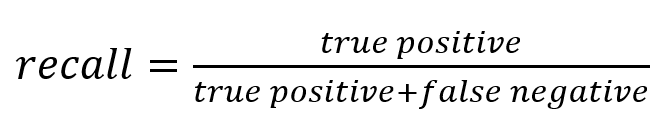 recall = true positive / true positive+false negative